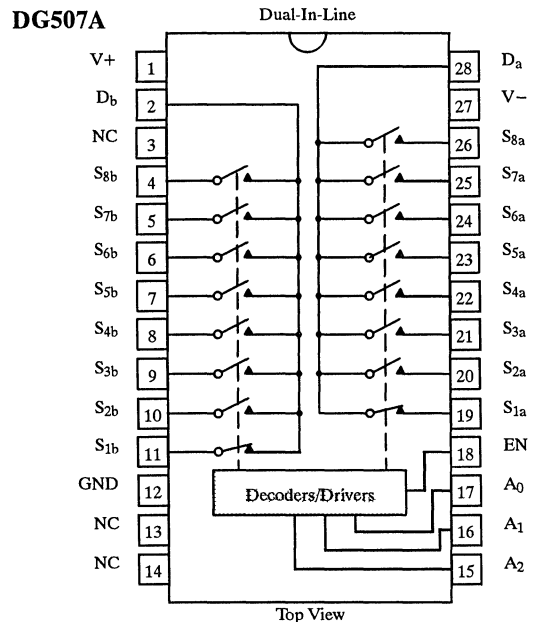 DG507A
Dual-In-Line
V+ 1
28 Da
Db 2
27 V−
NC 3
26 S8a
S8b 4
25 S7a
S7b 5
24 S6a
S6b 6
23 S5a
S5b 7
22 S4a
S4b 8
21 S3a
S3b 9
20 S2a
S2b 10
19 S1a
S1b 11
18 EN
GND 12
Decoders/Drivers
17 A0
NC 13
16 A1
NC 14
15 A2
Top View